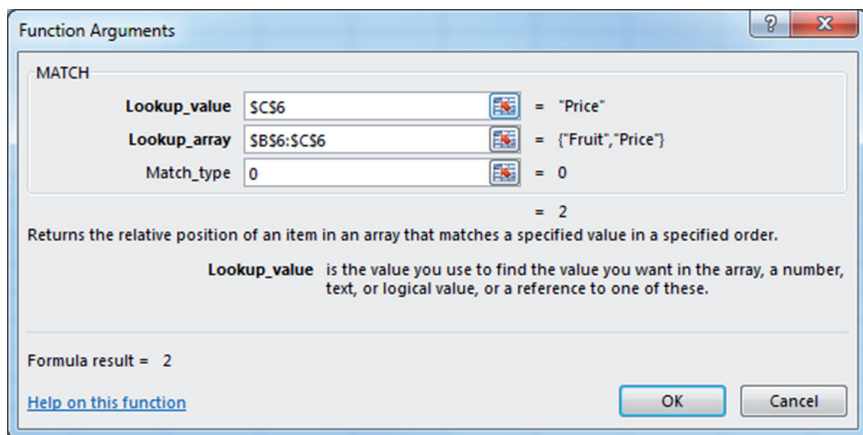 Function Arguments
MATCH
Lookup_value $C$6 = "Price"
Lookup_array $B$6:$C$6 = {"Fruit","Price"}
Match_type 0 = 0
= 2
Returns the relative position of an item in an array that matches a specified value in a specified order.
Lookup_value is the value you use to find the value you want in the array, a number,
text, or logical value, or a reference to one of these.
Formula result = 2
Help on this function OK Cancel